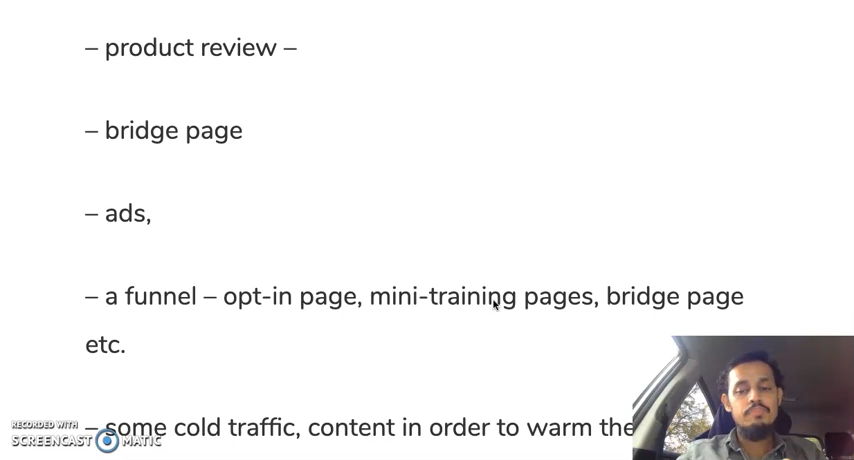 – product review –
– bridge page
– ads,
– a funnel – opt-in page, mini-training pages, bridge page
etc.
– some cold traffic, content in order to warm the
RECORDED WITH
SCREENCAST MATIC